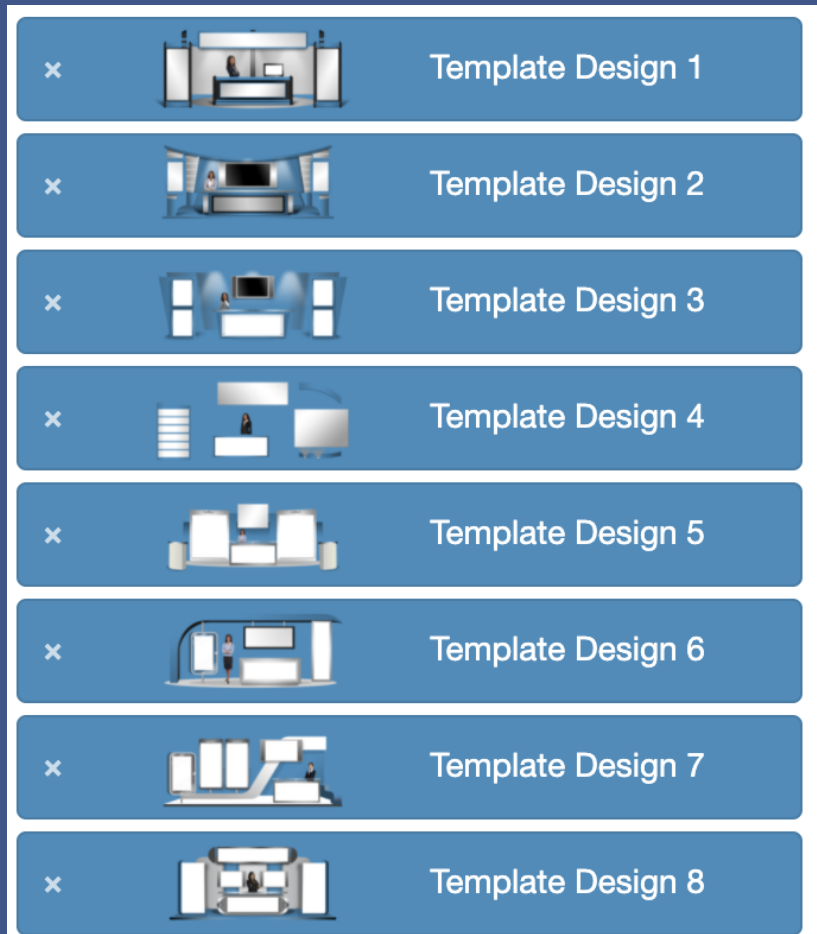 × Template Design 1
× Template Design 2
× Template Design 3
× Template Design 4
× Template Design 5
× Template Design 6
× Template Design 7
× Template Design 8